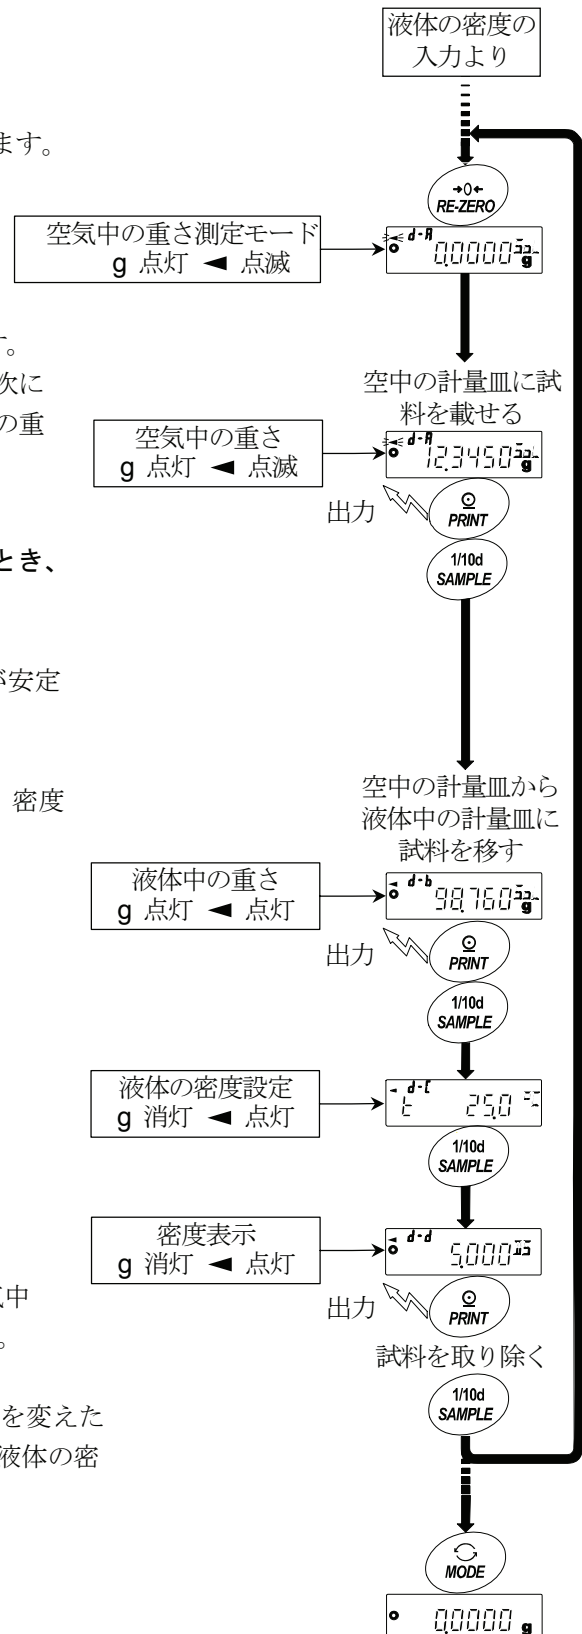 液体の密度の
入力より
ます。
→0←
RE-ZERO
空気中の重さ測定モード
g 点灯 ◄ 点滅
d-A
0.0000 g
す。
次に
の重
空中の計量皿に試
料を載せる
空気中の重さ
g 点灯 ◄ 点滅
d-A
12.3450 g
出力
PRINT
とき、
1/10d
SAMPLE
が安定
密度
空中の計量皿から
液体中の計量皿に
試料を移す
液体中の重さ
g 点灯 ◄ 点灯
d-b
98.760 g
出力
PRINT
1/10d
SAMPLE
液体の密度設定
g 消灯 ◄ 点灯
d-C
t 25.0
1/10d
SAMPLE
密度表示
g 消灯 ◄ 点灯
d-d
5.000
気中
。
出力
PRINT
試料を取り除く
を変えた
液体の密
1/10d
SAMPLE
MODE
0.0000 g